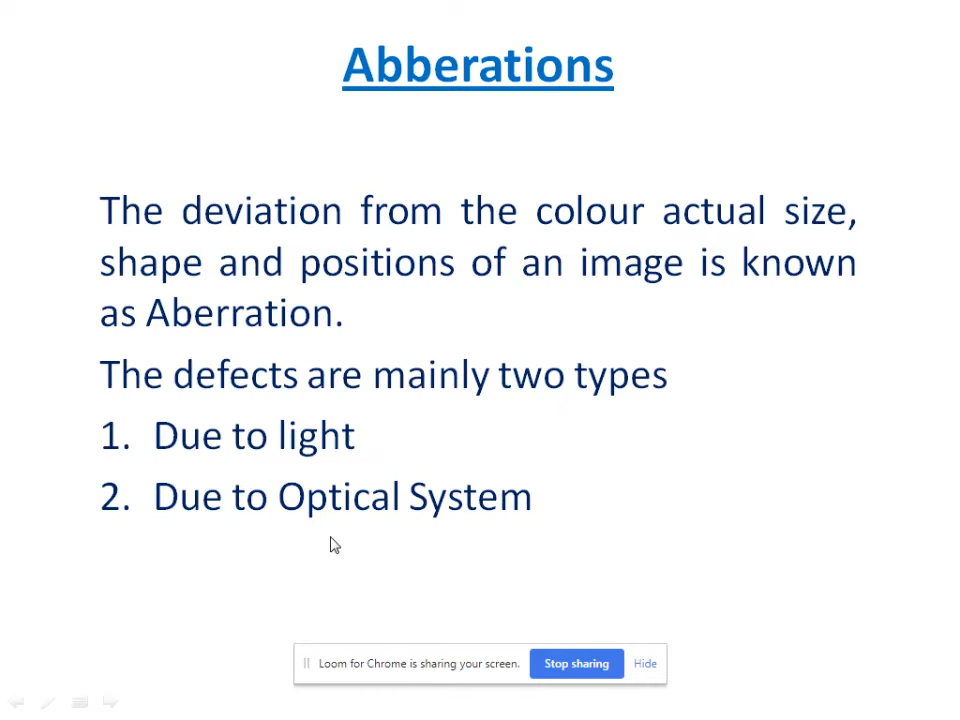 Abberations
The deviation from the colour actual size,
shape and positions of an image is known
as Aberration.
The defects are mainly two types
1. Due to light
2. Due to Optical System
Loom for Chrome is sharing your screen. Stop sharing Hide